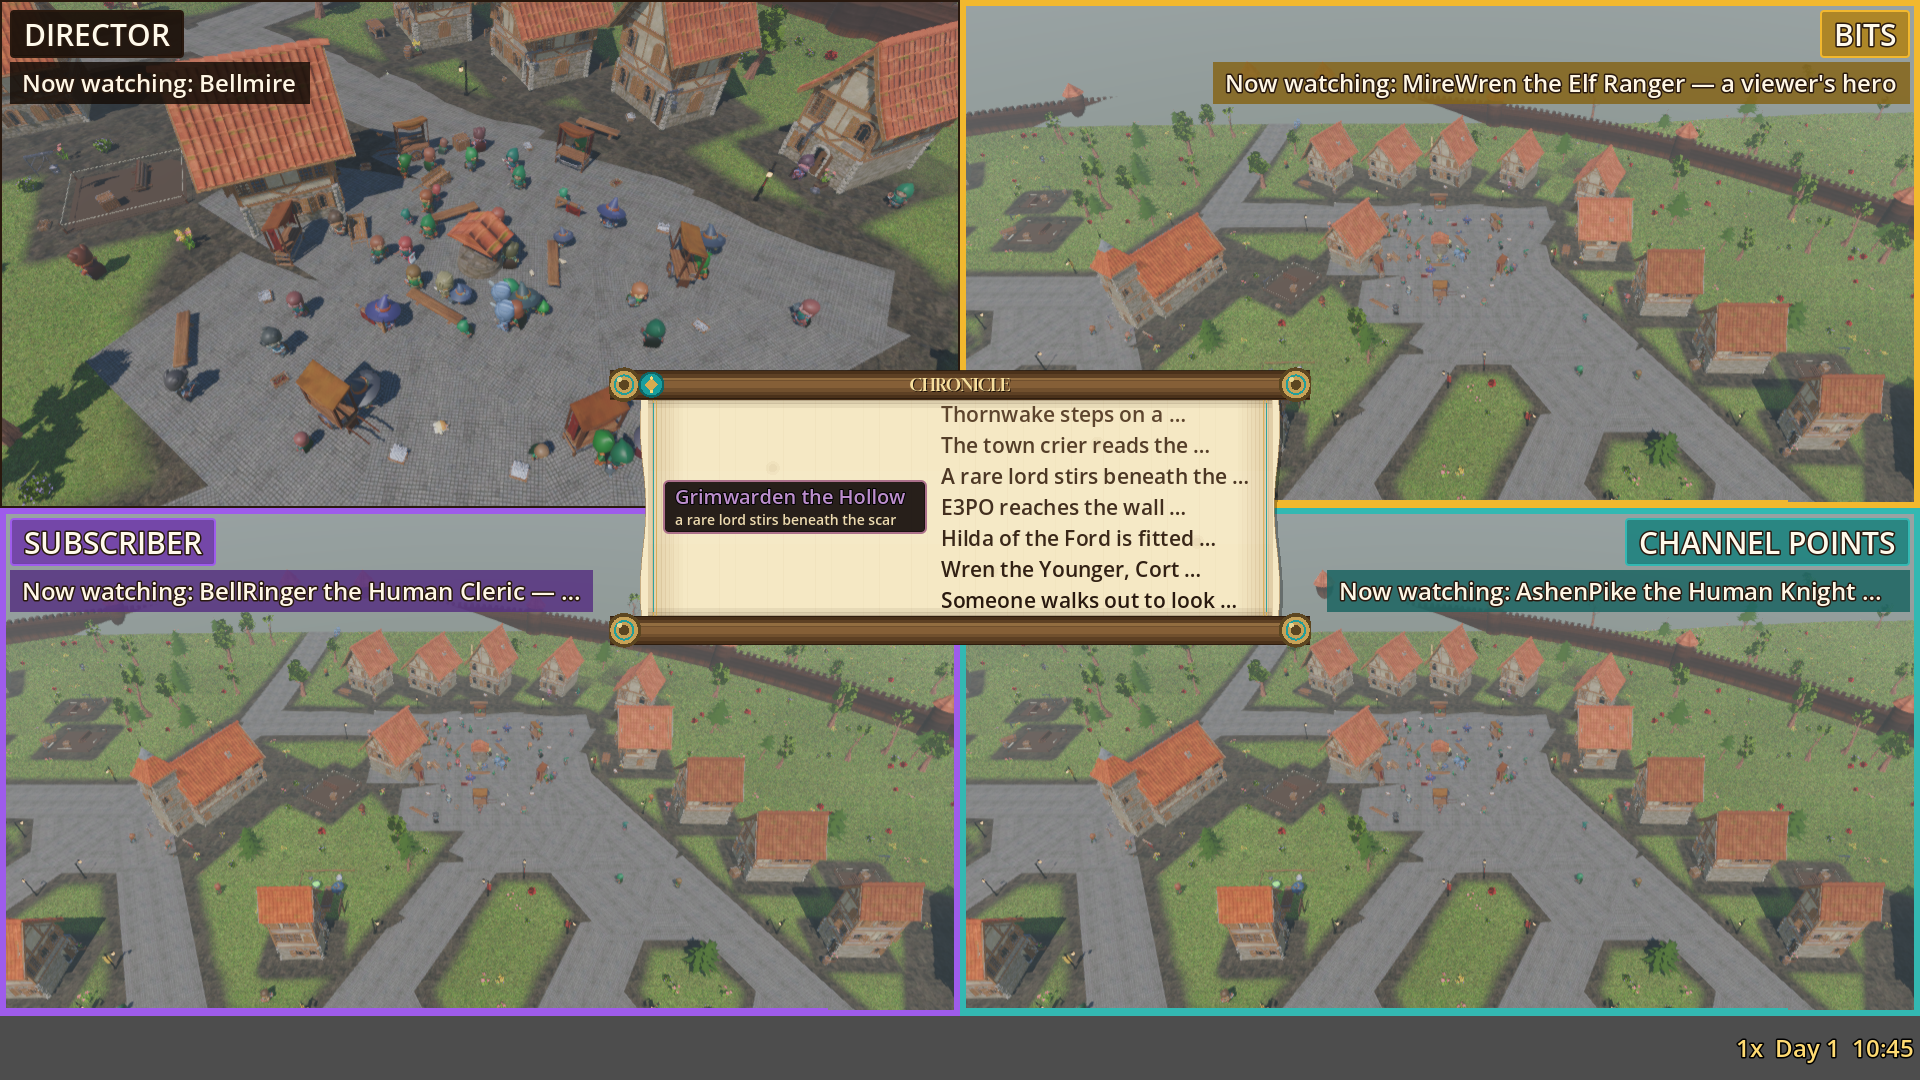 DIRECTOR
Now watching: Bellmire
BITS
Now watching: MireWren the Elf Ranger — a viewer's hero
CHRONICLE
Thornwake steps on a ...
The town crier reads the ...
A rare lord stirs beneath the ...
E3PO reaches the wall ...
Hilda of the Ford is fitted ...
Wren the Younger, Cort ...
Someone walks out to look ...
Grimwarden the Hollow
a rare lord stirs beneath the scar
SUBSCRIBER
Now watching: BellRinger the Human Cleric — ...
CHANNEL POINTS
Now watching: AshenPike the Human Knight ...
1x Day 1 10:45